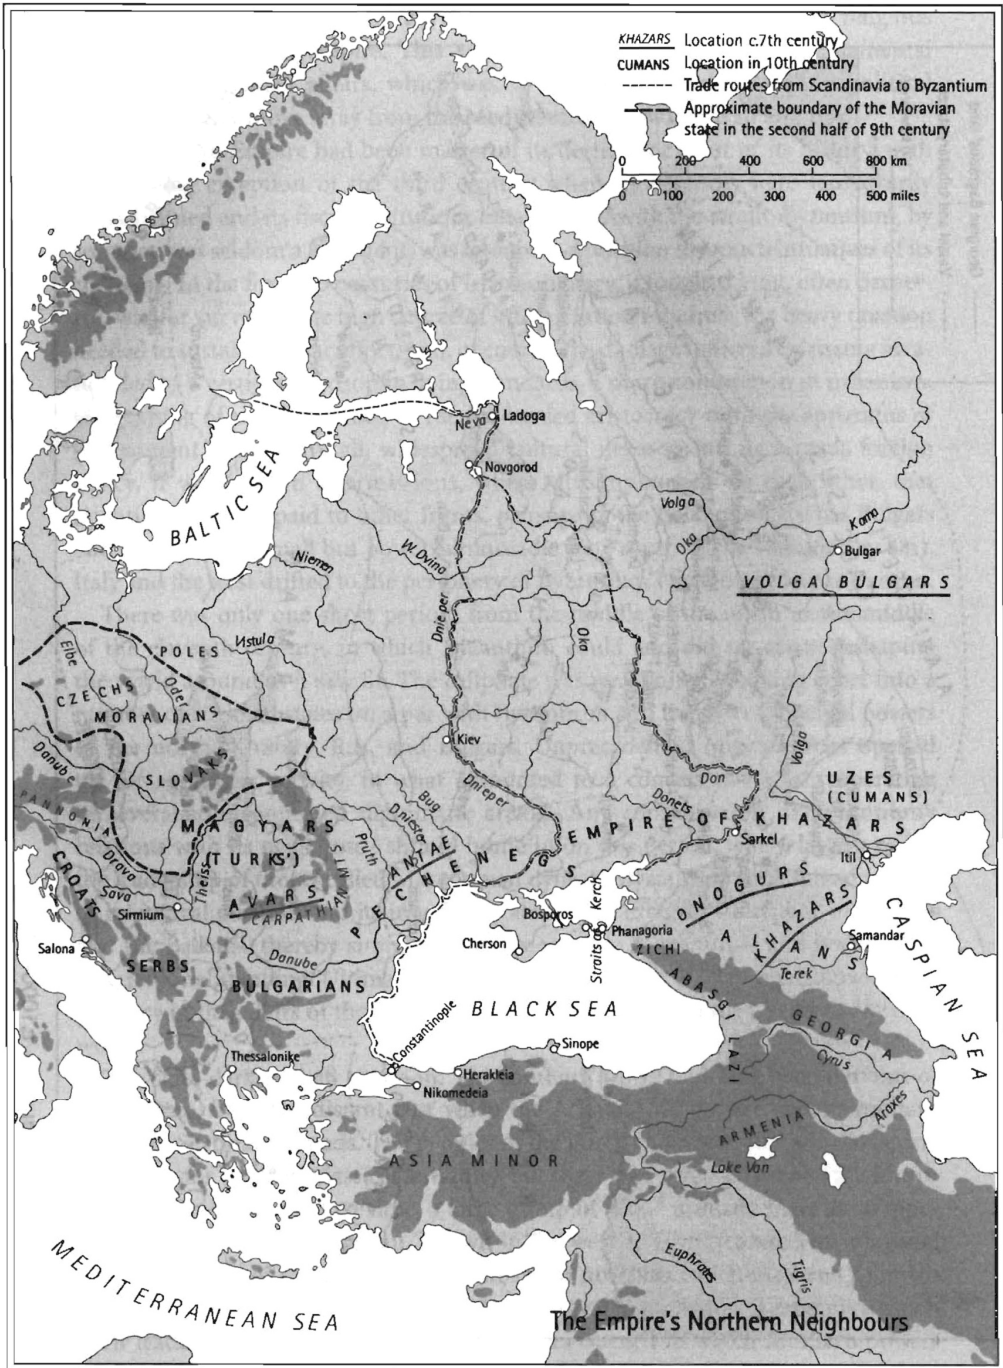 KHAZARS Location c.7th century
CUMANS Location in 10th century
Trade routes from Scandinavia to Byzantium
Approximate boundary of the Moravian
state in the second half of 9th century
0 200 400 600 800 km
0 100 200 300 400 500 miles
Neva
Ladoga
Novgorod
BALTIC SEA
Volga
Kama
Oka
Bulgar
W. Dvina
Niemen
VOLGA BULGARS
Dnieper
Oka
Vistula
Elbe
POLES
Oder
CZECHS
MORAVIANS
Kiev
Volga
Danube
SLOVAKS
Don
UZES
(CUMANS)
Dnieper
Donets
PANNONIA
Bug
Dniestr
MAGYARS
EMPIRE OF KHAZARS
Sarkel
Pruth
ANTAE
(TURKS')
Itil
Drava
Theiss
PECHENEGS
CROATS
AVARS
CARPATHIAN MTS
Kerch
ONOGURS
Sava
Sirmium
KHAZARS
Bosporos
Phanagoria
ALANS
CASPIAN SEA
Salona
Cherson
Straits of
ZICHI
Samandar
Danube
Terek
SERBS
ABASGI
BULGARIANS
BLACK SEA
GEORGIA
Constantinople
LAZI
Cyrus
Sinope
Thessalonike
Herakleia
Nikomedeia
Araxes
ARMENIA
ASIA MINOR
Lake Van
Euphrates
Tigris
MEDITERRANEAN SEA
The Empire's Northern Neighbours